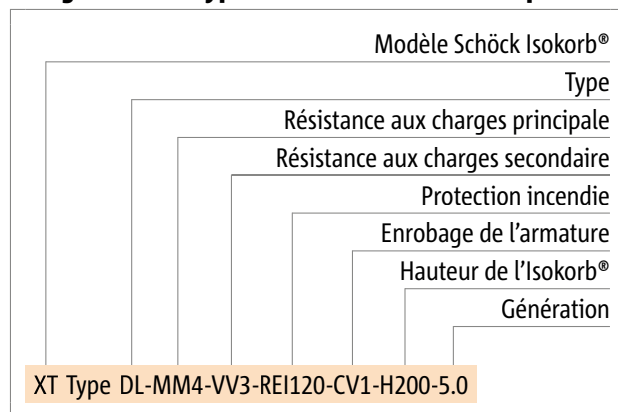 Modèle Schöck Isokorb®
Type
Résistance aux charges principale
Résistance aux charges secondaire
Protection incendie
Enrobage de l’armature
Hauteur de l’Isokorb®
Génération
XT Type DL-MM4-VV3-REI120-CV1-H200-5.0